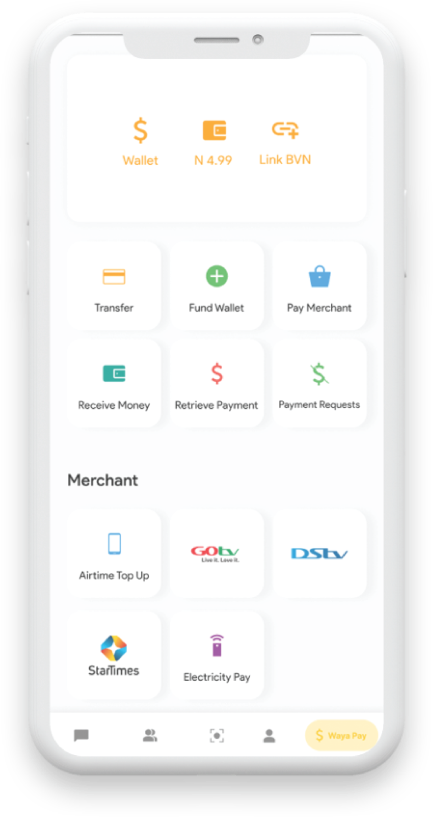 Wallet N 4.99 Link BVN
Transfer Fund Wallet Pay Merchant
Receive Money Retrieve Payment Payment Requests
Merchant
Airtime Top Up GOtv DStv
Live it. Love it.
StarTimes Electricity Pay
$ Waya Pay